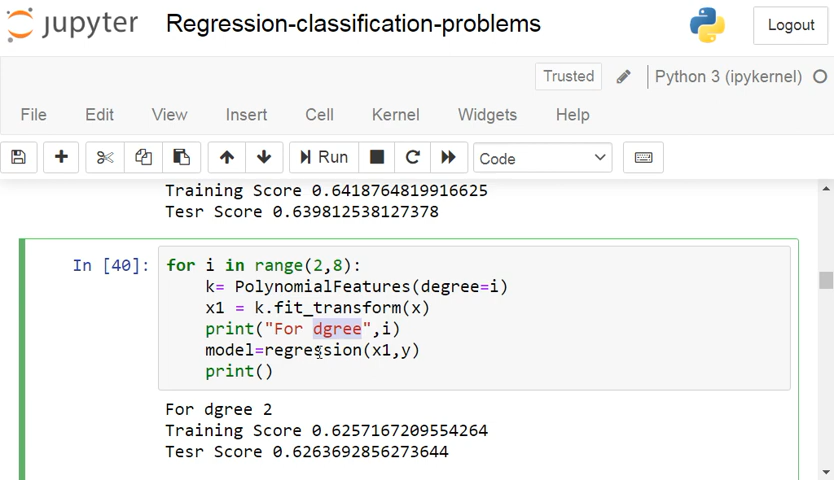 jupyter Regression-classification-problems Logout
Trusted Python 3 (ipykernel)
File Edit View Insert Cell Kernel Widgets Help
Run Code
Training Score 0.6418764819916625
Tesr Score 0.639812538127378
In [40]: for i in range(2,8):
k= PolynomialFeatures(degree=i)
x1 = k.fit_transform(x)
print("For dgree",i)
model=regression(x1,y)
print()
For dgree 2
Training Score 0.6257167209554264
Tesr Score 0.6263692856273644